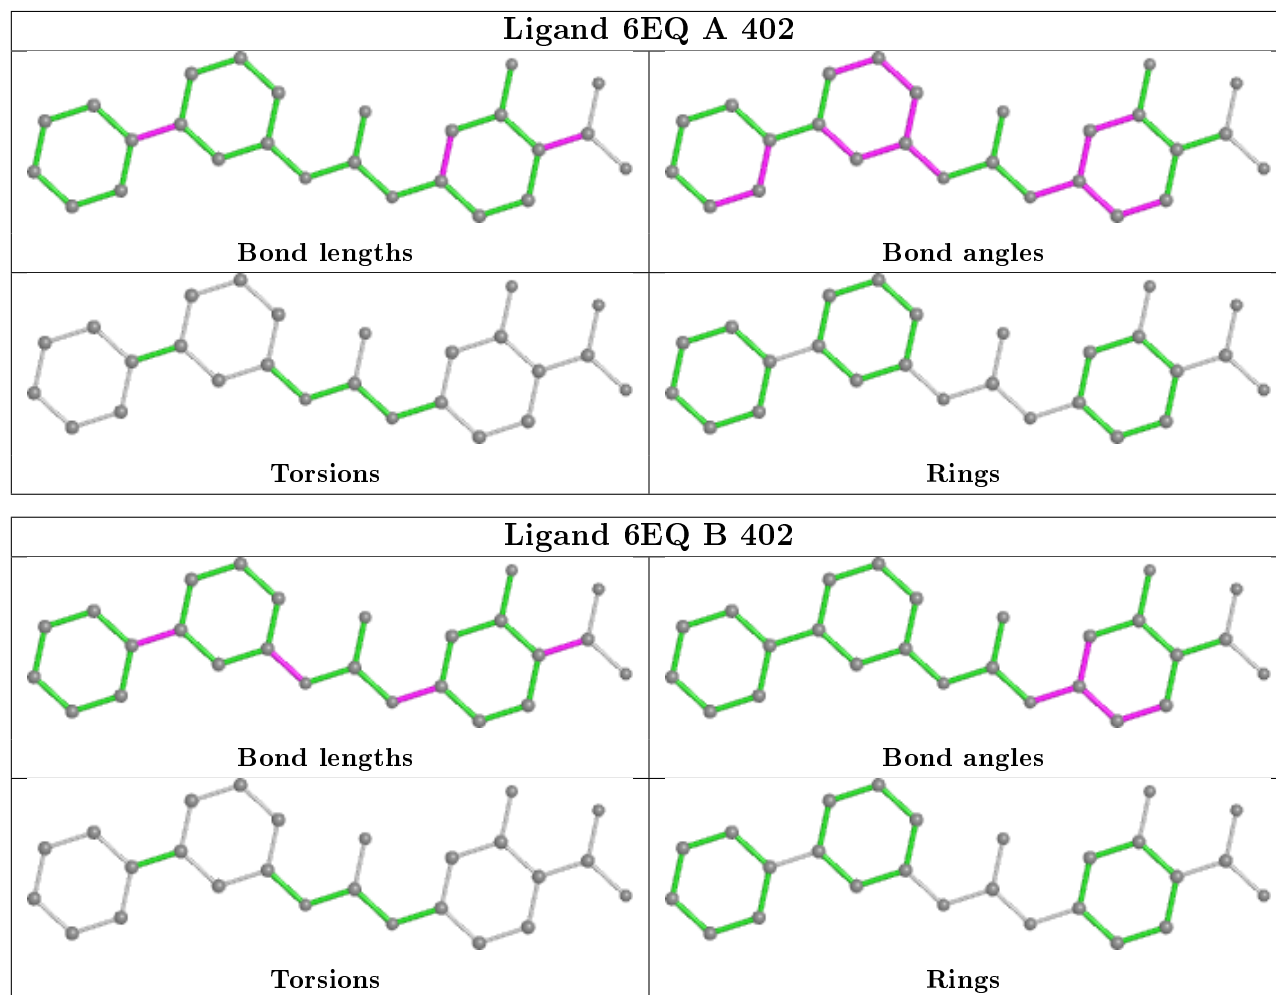 Ligand 6EQ A 402
Bond lengths
Bond angles
Torsions
Rings
Ligand 6EQ B 402
Bond lengths
Bond angles
Torsions
Rings